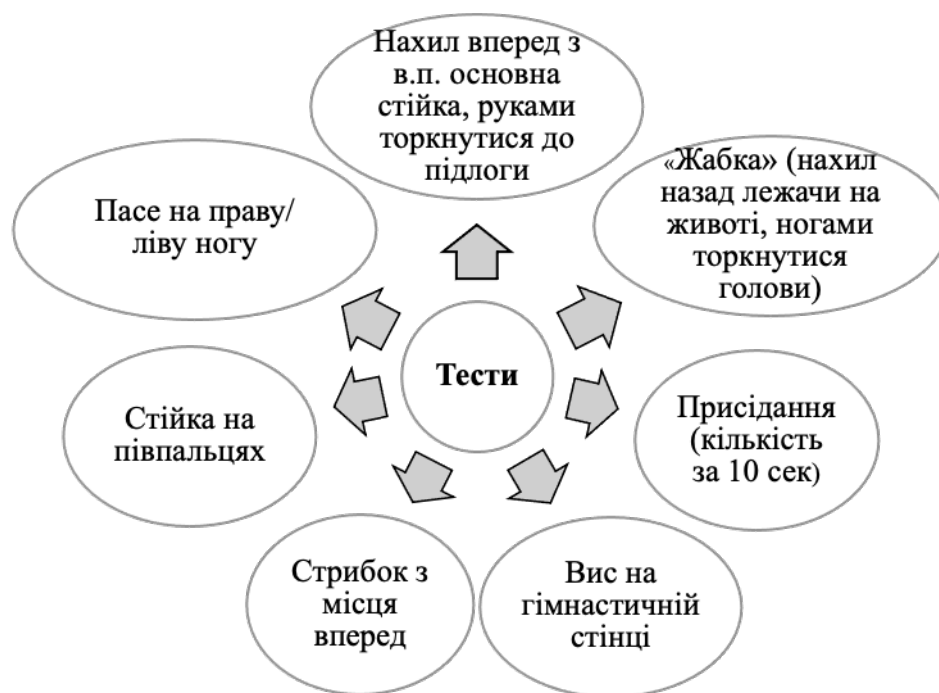 Нахил вперед з
в.п. основна
стійка, руками
торкнутися до
підлоги
«Жабка» (нахил
назад лежачи на
животі, ногами
торкнутися
голови)
Присідання
(кількість
за 10 сек)
Вис на
гімнастичній
стінці
Стрибок з
місця
вперед
Стійка на
півпальцях
Пасе на праву/
ліву ногу
Тести